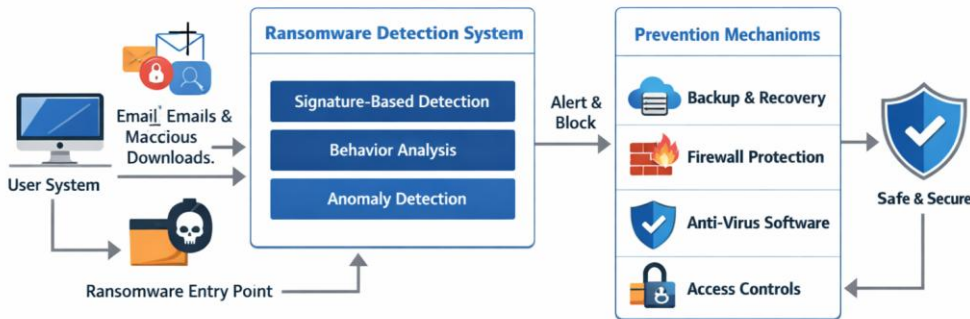 Ransomware Detection System
Prevention Mechanioms
Email Emails &
Maccious
Downloads.
User System
Ransomware Entry Point
Signature-Based Detection
Behavior Analysis
Anomaly Detection
Alert &
Block
Backup & Recovery
Firewall Protection
Anti-Virus Software
Access Controls
Safe & Secure